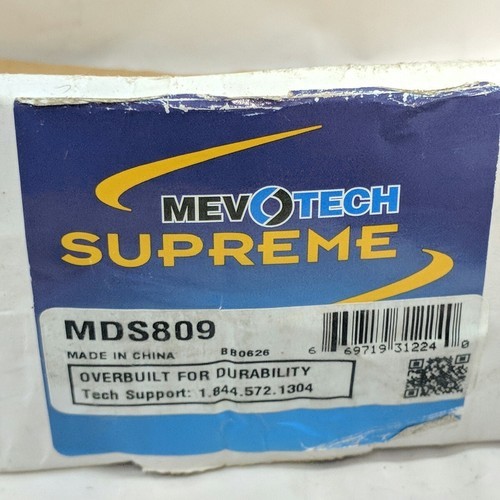 MEVOTECH
SUPREME
MDS809
MADE IN CHINA BB0626
6 69719 31224 0
OVERBUILT FOR DURABILITY
Tech Support: 1.844.572.1304